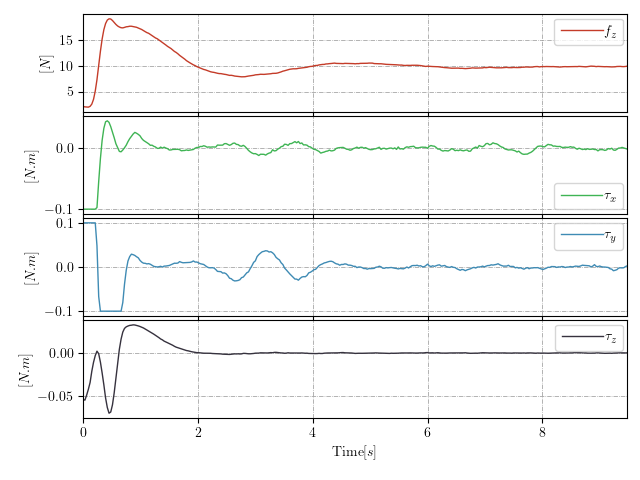 15
10
5
[N]
f_z
0.0
−0.1
[N.m]
τ_x
0.1
0.0
−0.1
[N.m]
τ_y
0.00
−0.05
[N.m]
τ_z
0 2 4 6 8
Time[s]